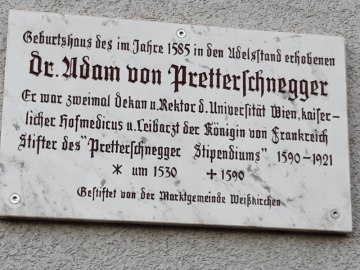 Geburtshaus des im Jahre 1585 in den Adelsstand erhobenen
Dr. Adam von Pretterschnegger
Er war zweimal Dekan u. Rektor d. Universität Wien, kaiser-
licher Hofmedicus u. Leibarzt der Königin von Frankreich
Stifter des "Pretterschnegger Stipendiums" 1590-1921
* um 1530 + 1590
Gestiftet von der Marktgemeinde Weißkirchen